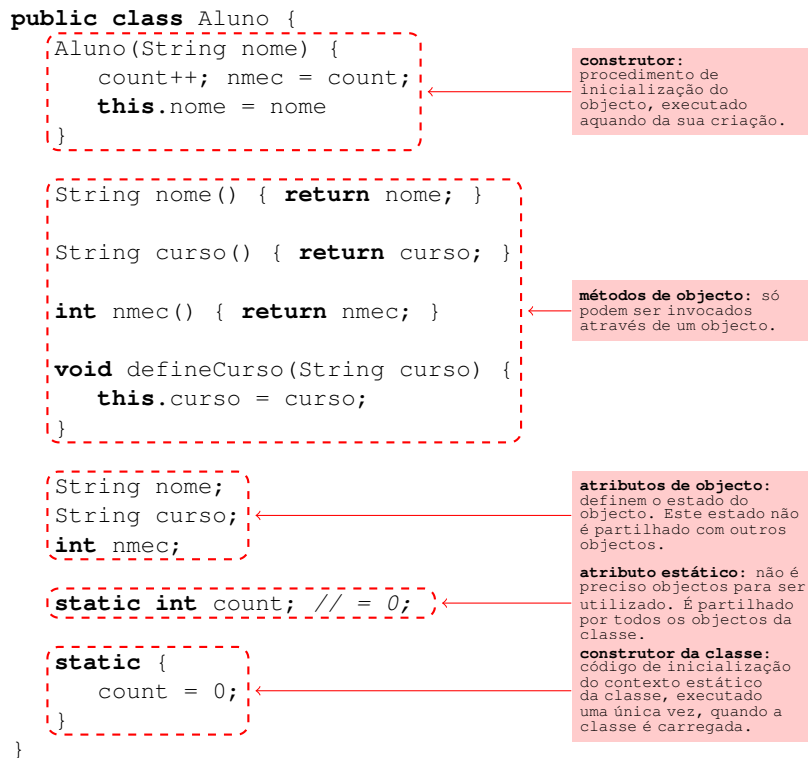 public class Aluno {
Aluno(String nome) {
count++; nmec = count;
this.nome = nome
}
construtor:
procedimento de
inicialização do
objecto, executado
aquando da sua criação.
String nome() { return nome; }
String curso() { return curso; }
int nmec() { return nmec; }
void defineCurso(String curso) {
this.curso = curso;
}
métodos de objecto: só
podem ser invocados
através de um objecto.
String nome;
String curso;
int nmec;
atributos de objecto:
definem o estado do
objecto. Este estado não
é partilhado com outros
objectos.
static int count; // = 0;
atributo estático: não é
preciso objectos para ser
utilizado. É partilhado
por todos os objectos da
classe.
static {
count = 0;
}
construtor da classe:
código de inicialização
do contexto estático
da classe, executado
uma única vez, quando a
classe é carregada.
}